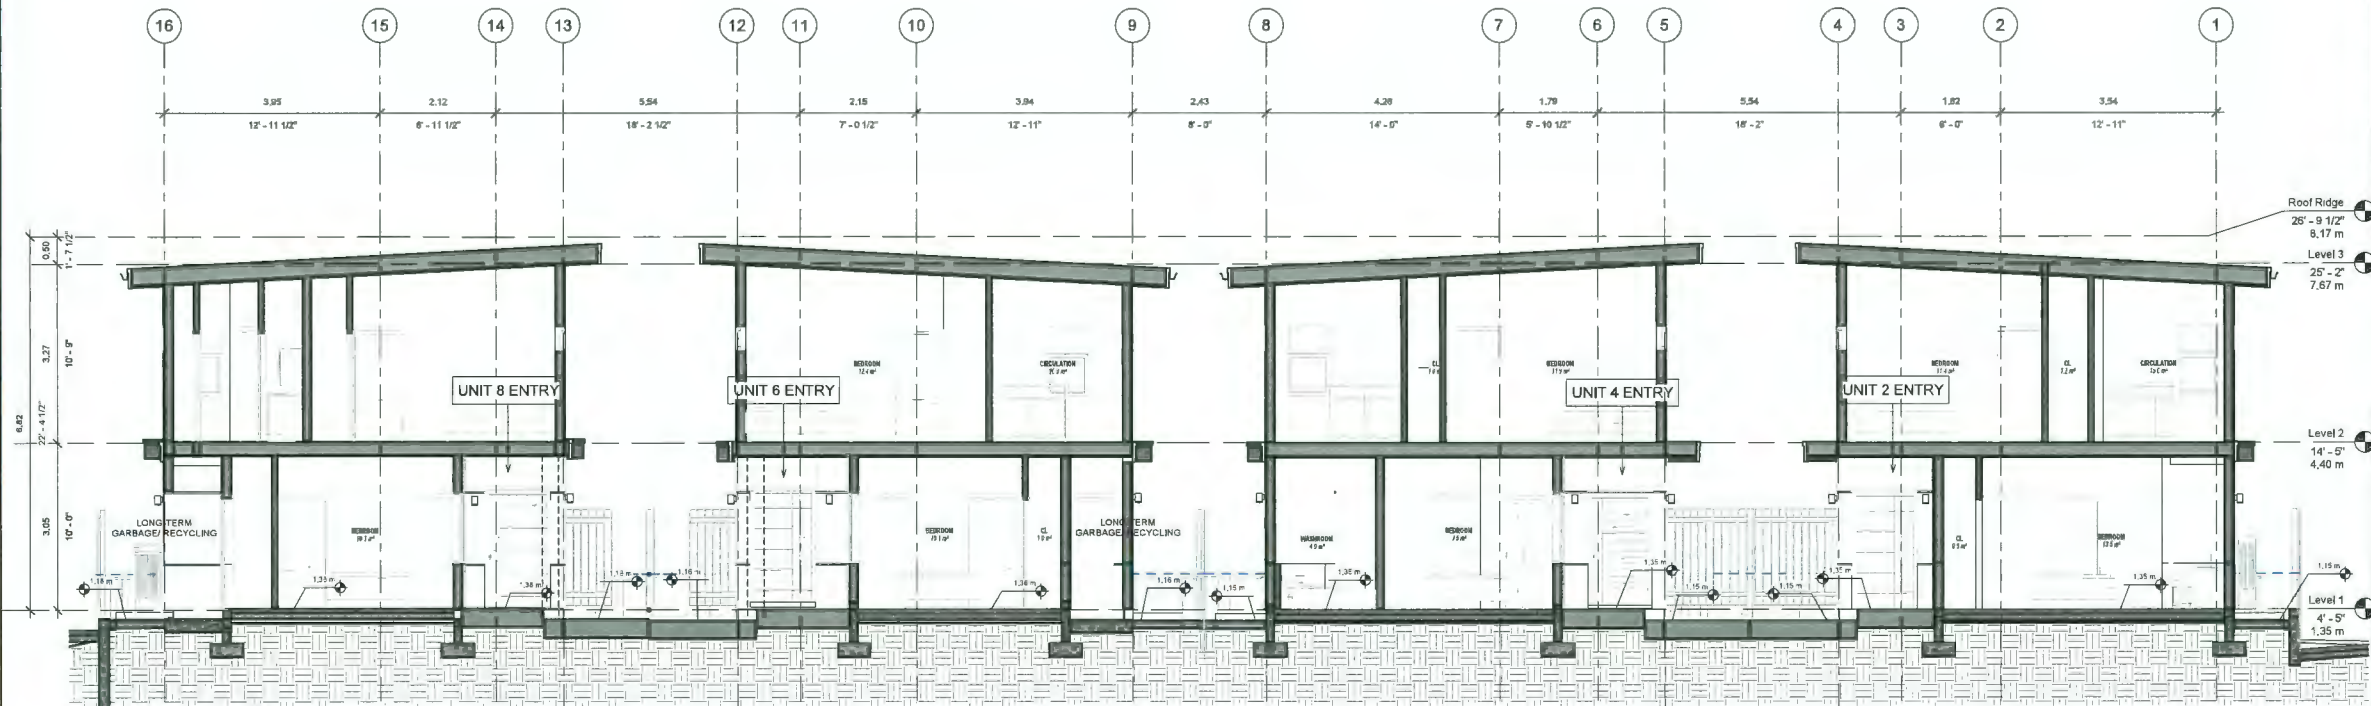 16 15 14 13 12 11 10 9 8 7 6 5 4 3 2 1
3,95 2,12 5,54 2,15 3,94 2,43 4,26 1,79 5,54 1,82 3,54
12' - 11 1/2" 6' - 11 1/2" 18' - 2 1/2" 7' - 0 1/2" 12' - 11" 8' - 0" 14' - 0" 5' - 10 1/2" 18' - 2" 6' - 0" 12' - 11"
Roof Ridge
26' - 9 1/2"
8,17 m
Level 3
25' - 2"
7,67 m
0,50
1' - 7 1/2"
3,27
10' - 9"
6,82
22' - 4 1/2"
3,05
10' - 0"
BEDROOM
CIRCULATION
CL
BEDROOM
BEDROOM
CL
CIRCULATION
UNIT 8 ENTRY
UNIT 6 ENTRY
UNIT 4 ENTRY
UNIT 2 ENTRY
Level 2
14' - 5"
4,40 m
LONG-TERM
GARBAGE/ RECYCLING
BEDROOM
BEDROOM
CL
LONG-TERM
GARBAGE/ RECYCLING
WASHROOM
BEDROOM
CL
BEDROOM
1,16 m 1,36 m 1,36 m 1,16 m 1,16 m 1,36 m 1,16 m 1,15 m 1,35 m 1,35 m 1,15 m 1,15 m 1,35 m 1,35 m 1,15 m
Level 1
4' - 5"
1,35 m